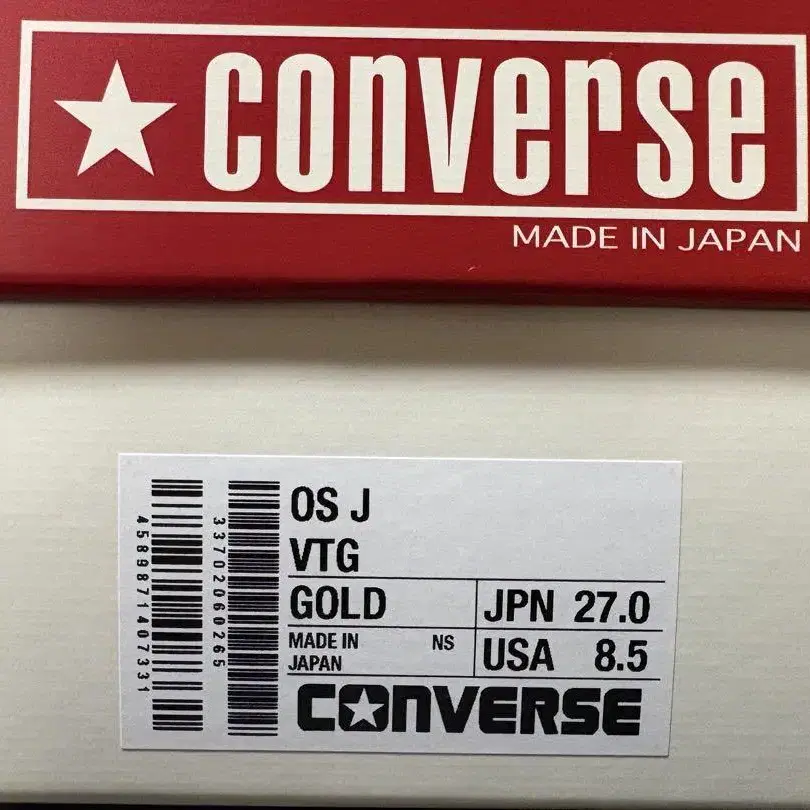 CONVERSE
MADE IN JAPAN
4589871407331
33702060265
OS J
VTG
GOLD
JPN 27.0
MADE IN
JAPAN
NS
USA 8.5
CONVERSE